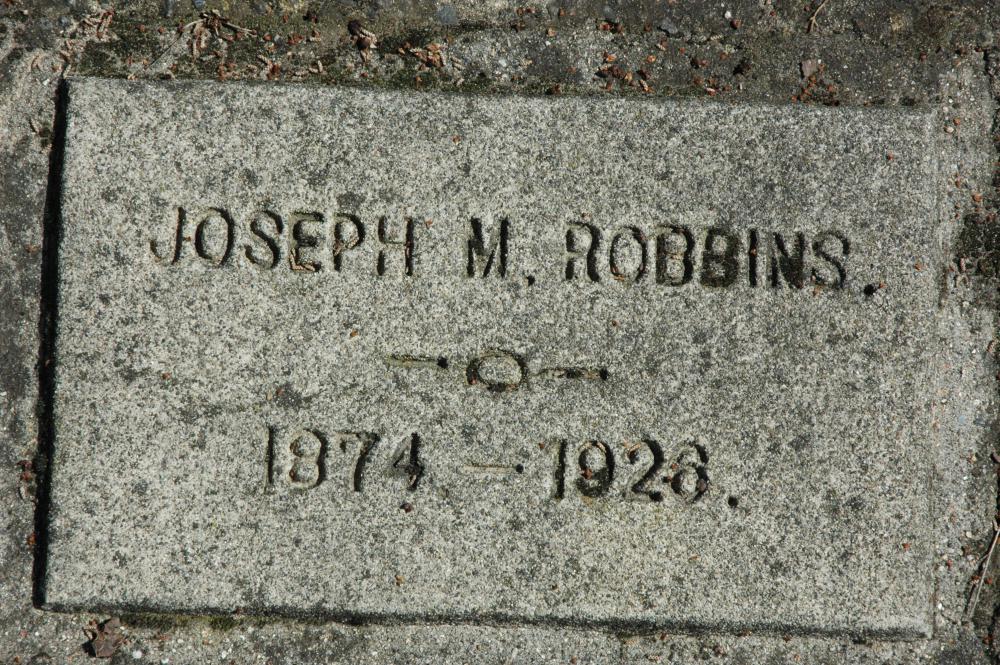 JOSEPH M. ROBBINS.
—O—
1874 — 1926.